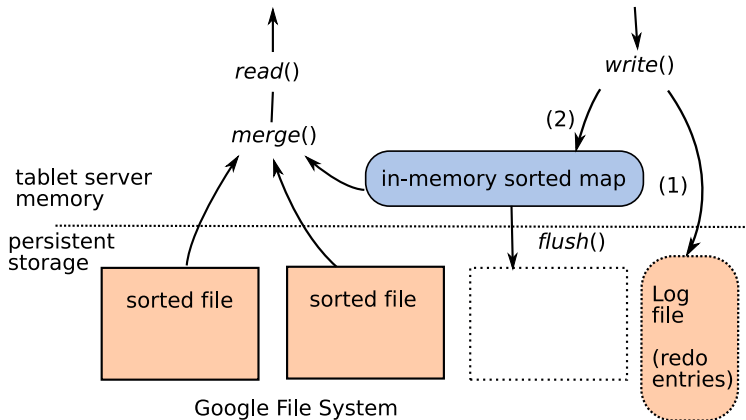 read()
write()
(2)
merge()
in-memory sorted map
(1)
tablet server
memory
persistent
storage
flush()
sorted file
sorted file
Log
file
(redo
entries)
Google File System